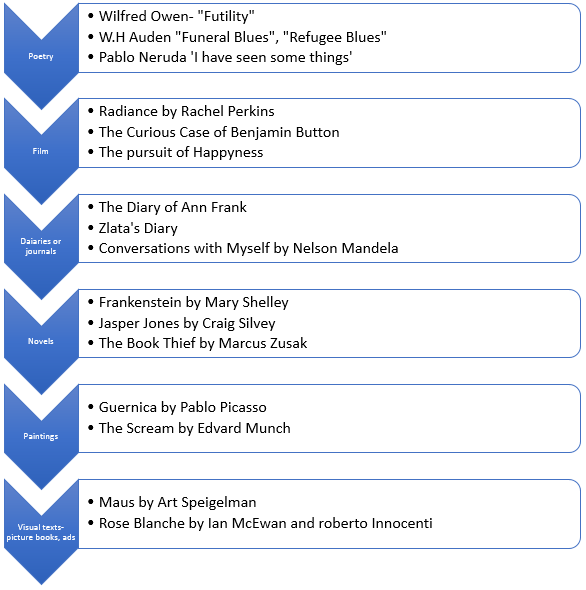 Poetry
• Wilfred Owen- "Futility"
• W.H Auden "Funeral Blues", "Refugee Blues"
• Pablo Neruda 'I have seen some things'
Film
• Radiance by Rachel Perkins
• The Curious Case of Benjamin Button
• The pursuit of Happyness
Daiaries or
journals
• The Diary of Ann Frank
• Zlata's Diary
• Conversations with Myself by Nelson Mandela
Novels
• Frankenstein by Mary Shelley
• Jasper Jones by Craig Silvey
• The Book Thief by Marcus Zusak
Paintings
• Guernica by Pablo Picasso
• The Scream by Edvard Munch
Visual texts-
picture books, ads
• Maus by Art Speigelman
• Rose Blanche by Ian McEwan and roberto Innocenti